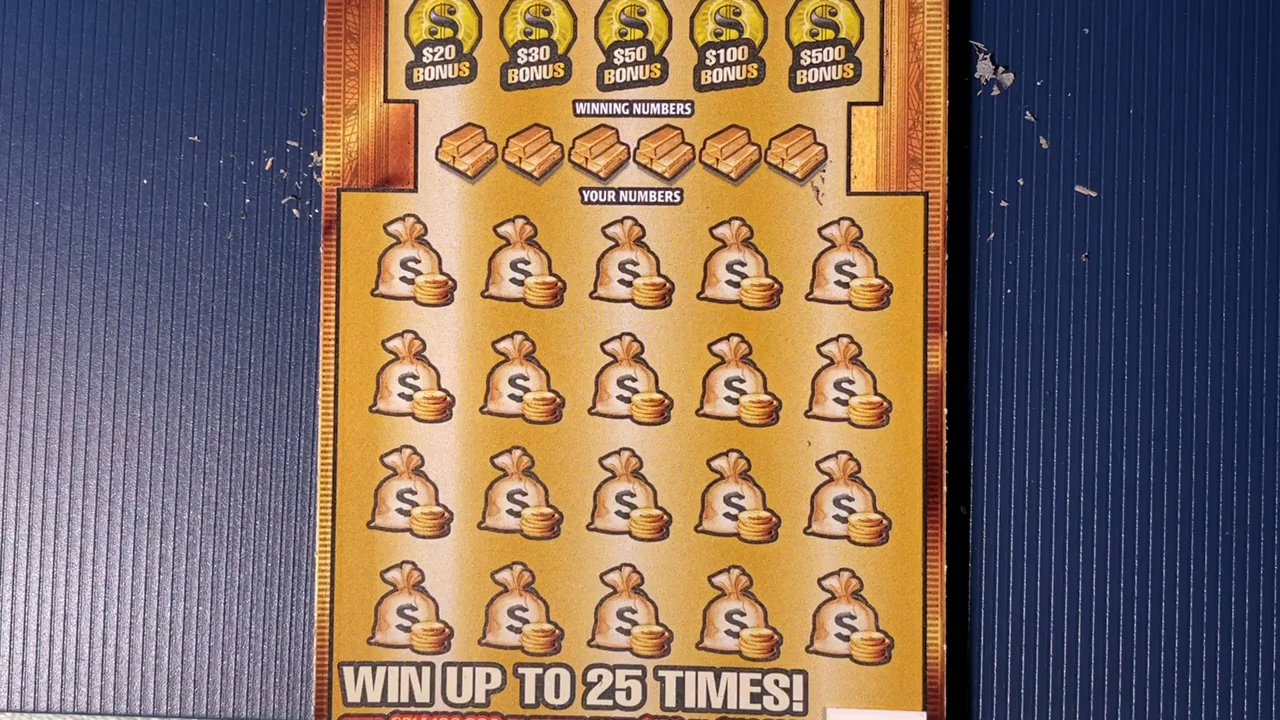 $20 $30 $50 $100 $500
BONUS BONUS BONUS BONUS BONUS
WINNING NUMBERS
YOUR NUMBERS
$ $ $ $ $
$ $ $ $ $
$ $ $ $ $
$ $ $ $ $
WIN UP TO 25 TIMES!